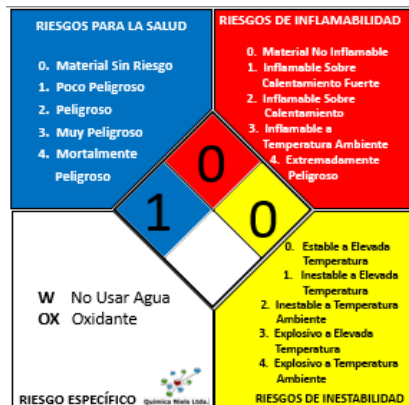 RIESGOS PARA LA SALUD
0. Material Sin Riesgo
1. Poco Peligroso
2. Peligroso
3. Muy Peligroso
4. Mortalmente
Peligroso
RIESGOS DE INFLAMABILIDAD
0. Material No Inflamable
1. Inflamable Sobre
Calentamiento Fuerte
2. Inflamable Sobre
Calentamiento
3. Inflamable a
Temperatura Ambiente
4. Extremadamente
Peligroso
0
1
0
W No Usar Agua
OX Oxidante
RIESGO ESPECÍFICO
Química Niels Ltda.
0. Estable a Elevada
Temperatura
1. Inestable a Elevada
Temperatura
2. Inestable a Temperatura
Ambiente
3. Explosivo a Elevada
Temperatura
4. Explosivo a Temperatura
Ambiente
RIESGOS DE INESTABILIDAD